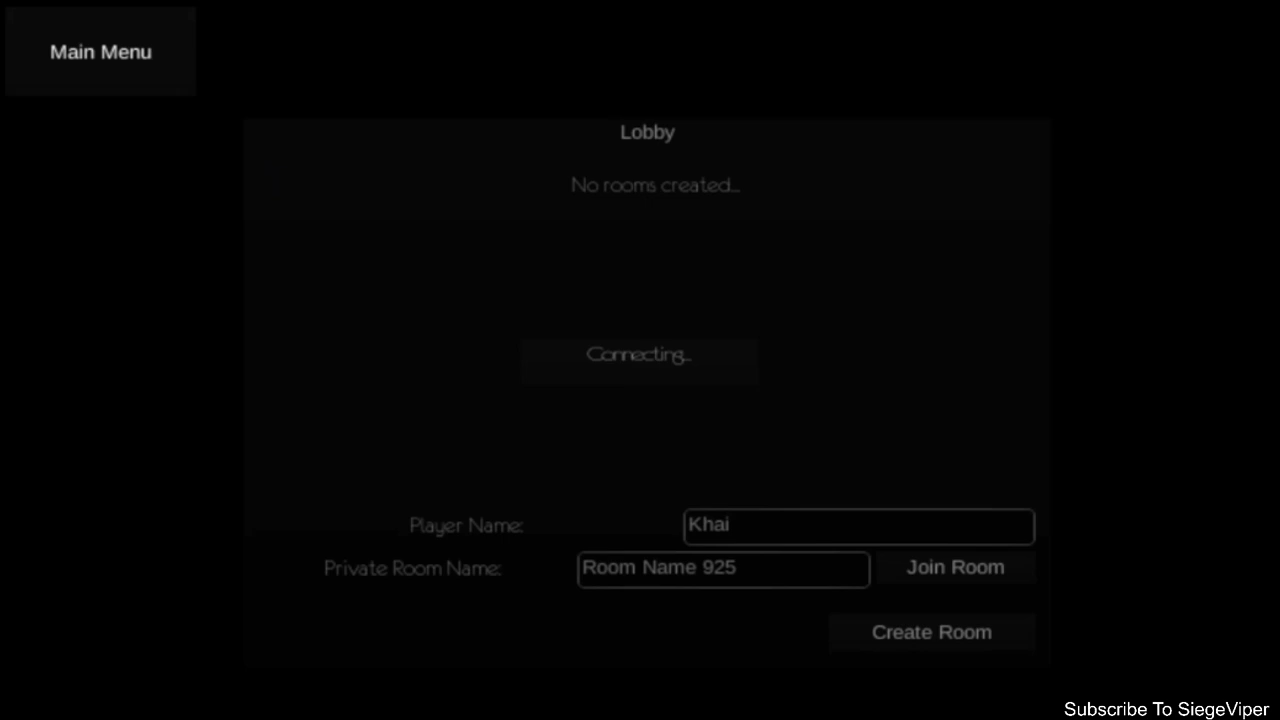 Main Menu
Lobby
No rooms created...
Connecting...
Player Name:
Khai
Private Room Name:
Room Name 925
Join Room
Create Room
Subscribe To SiegeViper